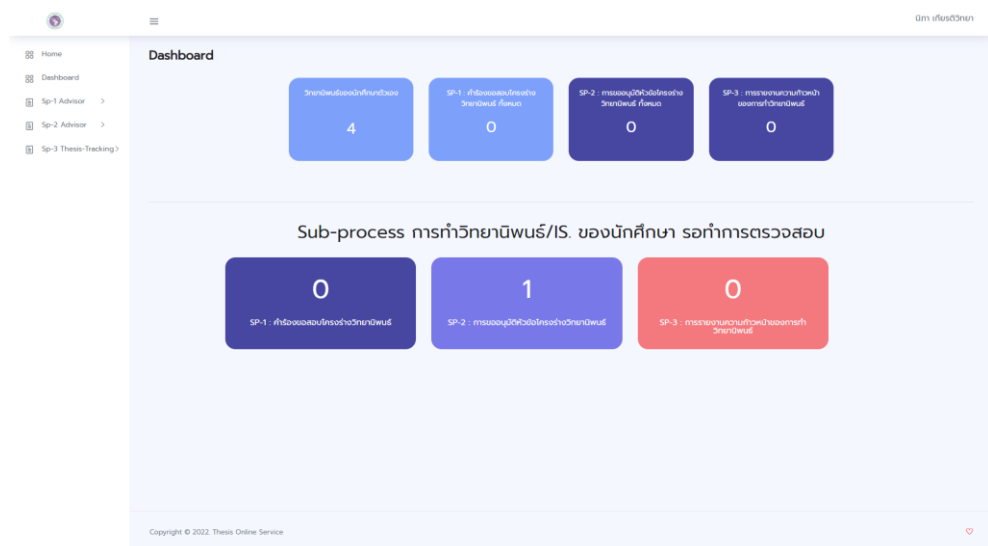 นิภา เกียรติวิทยา
Home
Dashboard
Sp-1 Advisor
Sp-2 Advisor
Sp-3 Thesis-Tracking
Dashboard
วิทยานิพนธ์ของนักศึกษาตัวเอง
4
SP-1 : คำร้องขอสอบโครงร่าง
วิทยานิพนธ์ ทั้งหมด
0
SP-2 : การขออนุมัติหัวข้อโครงร่าง
วิทยานิพนธ์ ทั้งหมด
0
SP-3 : การรายงานความก้าวหน้า
ของการทำวิทยานิพนธ์
0
Sub-process การทำวิทยานิพนธ์/IS. ของนักศึกษา รอทำการตรวจสอบ
0
SP-1 : คำร้องขอสอบโครงร่างวิทยานิพนธ์
1
SP-2 : การขออนุมัติหัวข้อโครงร่างวิทยานิพนธ์
0
SP-3 : การรายงานความก้าวหน้าของการทำ
วิทยานิพนธ์
Copyright © 2022. Thesis Online Service